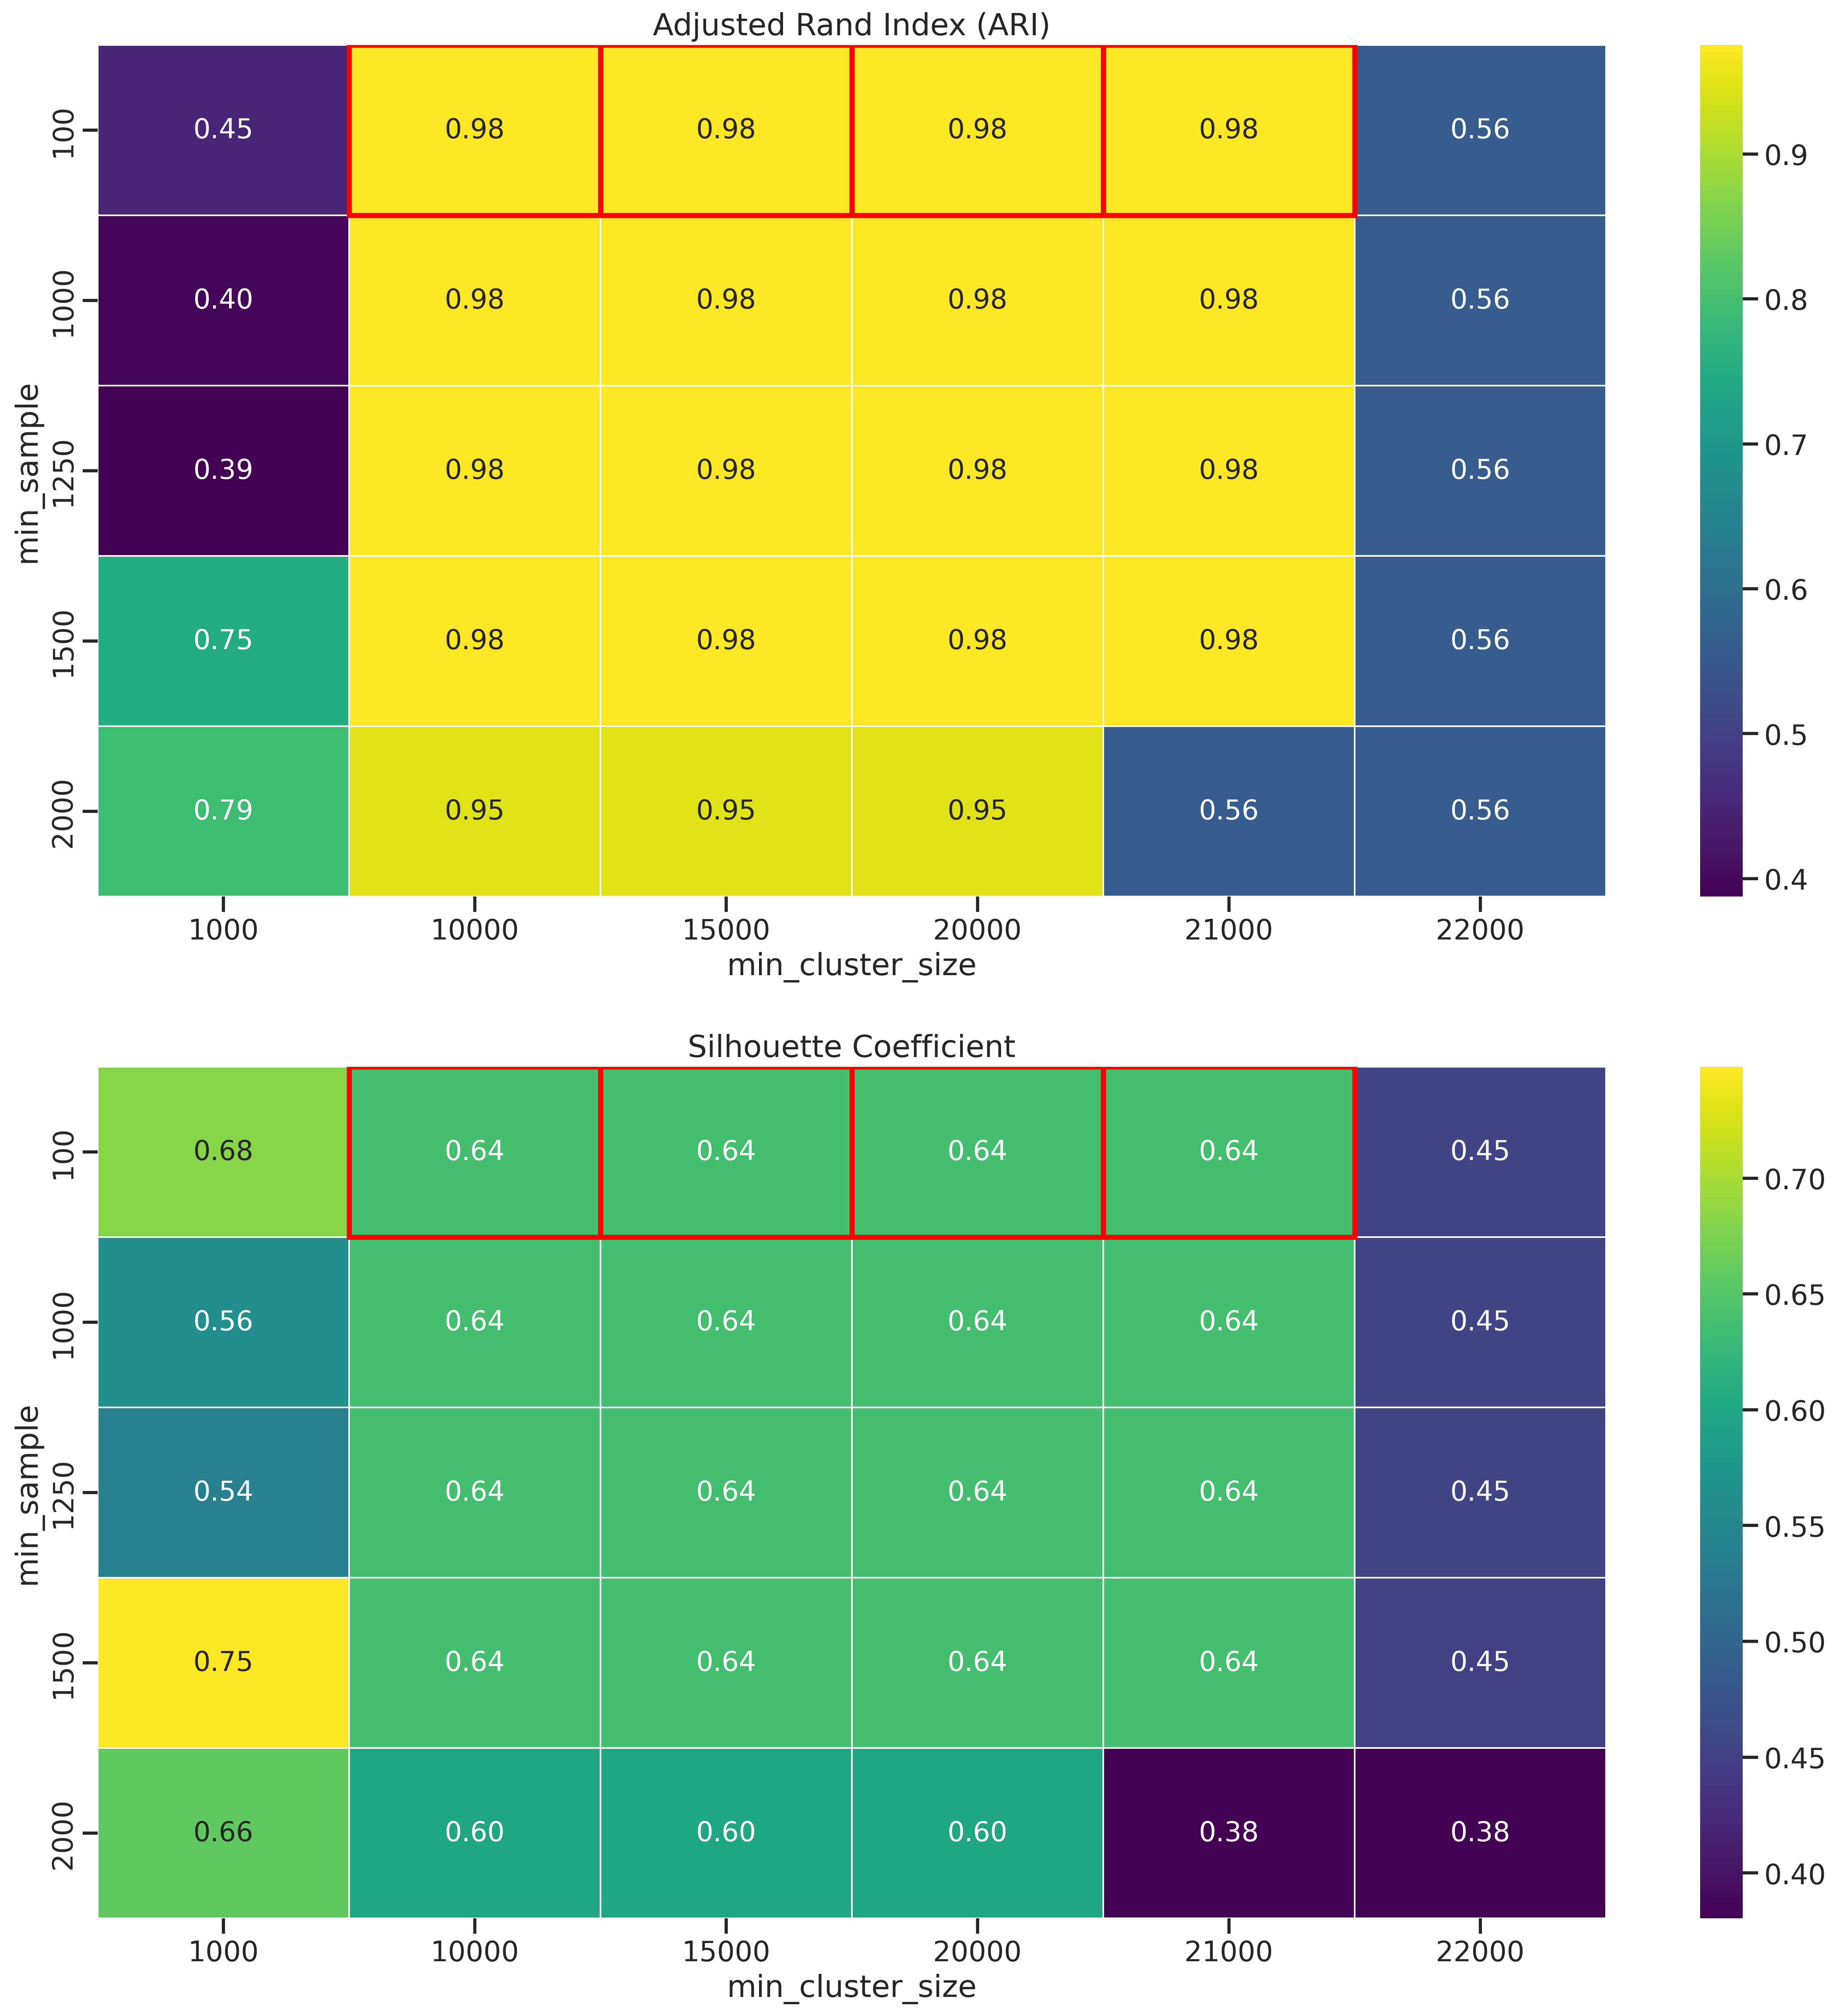 Adjusted Rand Index (ARI)
100 0.45 0.98 0.98 0.98 0.98 0.56 0.9
1000 0.40 0.98 0.98 0.98 0.98 0.56 0.8
min_sample
1250 0.39 0.98 0.98 0.98 0.98 0.56 0.7
0.6
1500 0.75 0.98 0.98 0.98 0.98 0.56
0.5
2000 0.79 0.95 0.95 0.95 0.56 0.56
0.4
1000 10000 15000 20000 21000 22000
min_cluster_size
Silhouette Coefficient
100 0.68 0.64 0.64 0.64 0.64 0.45
0.70
0.65
1000 0.56 0.64 0.64 0.64 0.64 0.45
0.60
min_sample
1250 0.54 0.64 0.64 0.64 0.64 0.45
0.55
0.50
1500 0.75 0.64 0.64 0.64 0.64 0.45
0.45
2000 0.66 0.60 0.60 0.60 0.38 0.38
0.40
1000 10000 15000 20000 21000 22000
min_cluster_size